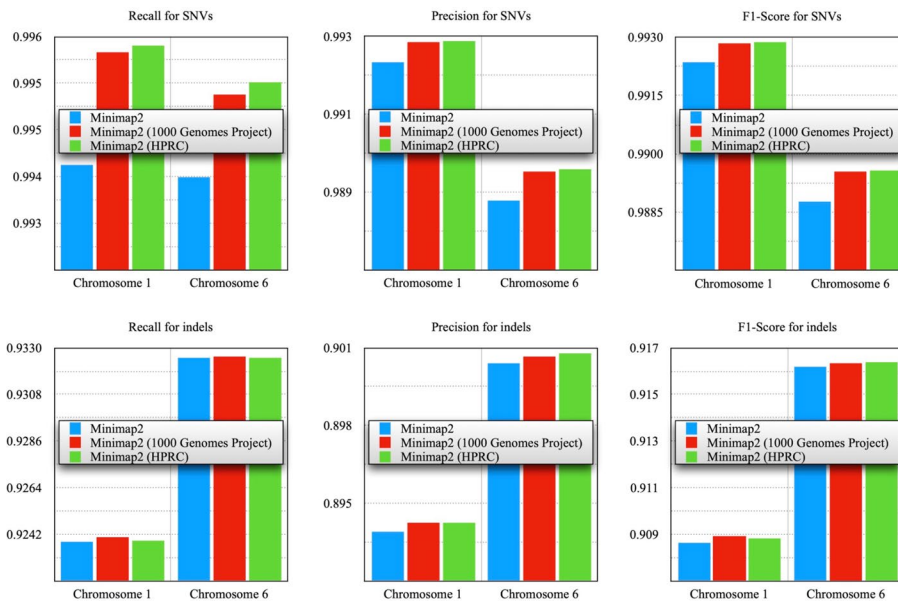 Recall for SNVs
0.996
0.995
0.995
0.994
0.993
Minimap2
Minimap2 (1000 Genomes Project)
Minimap2 (HPRC)
Chromosome 1 Chromosome 6
Precision for SNVs
0.993
0.991
0.989
Minimap2
Minimap2 (1000 Genomes Project)
Minimap2 (HPRC)
Chromosome 1 Chromosome 6
F1-Score for SNVs
0.9930
0.9915
0.9900
0.9885
Minimap2
Minimap2 (1000 Genomes Project)
Minimap2 (HPRC)
Chromosome 1 Chromosome 6
Recall for indels
0.9330
0.9308
0.9286
0.9264
0.9242
Minimap2
Minimap2 (1000 Genomes Project)
Minimap2 (HPRC)
Chromosome 1 Chromosome 6
Precision for indels
0.901
0.898
0.895
Minimap2
Minimap2 (1000 Genomes Project)
Minimap2 (HPRC)
Chromosome 1 Chromosome 6
F1-Score for indels
0.917
0.915
0.913
0.911
0.909
Minimap2
Minimap2 (1000 Genomes Project)
Minimap2 (HPRC)
Chromosome 1 Chromosome 6